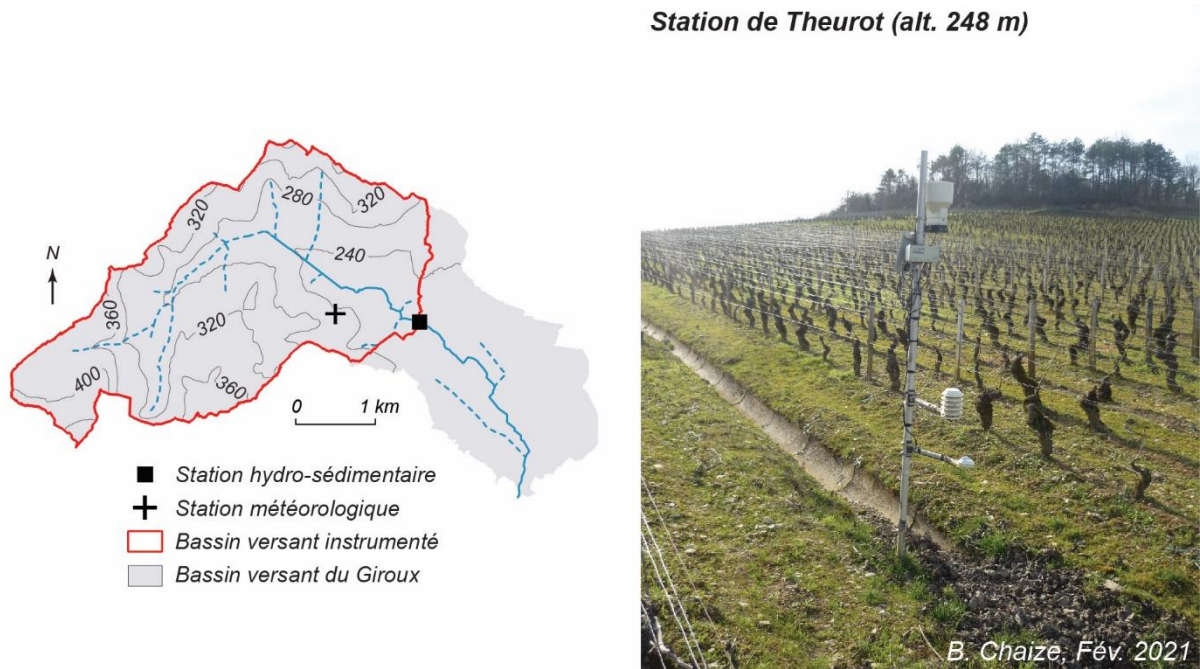 Station de Theurot (alt. 248 m)
320
280
320
N
240
360
320
400
360
0 1 km
Station hydro-sédimentaire
Station météorologique
Bassin versant instrumenté
Bassin versant du Giroux
B. Chaize, Fév. 2021